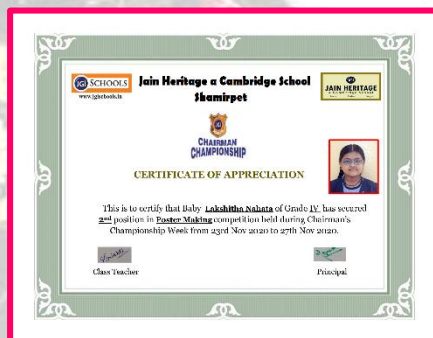 JGI SCHOOLS
www.jgischools.in
Jain Heritage a Cambridge School
Shamirpet
JAIN HERITAGE
a Cambridge School
CHAIRMAN
CHAMPIONSHIP
CERTIFICATE OF APPRECIATION
This is to certify that Baby Lakshitha Nahata of Grade IV has secured
2nd position in Poster Making competition held during Chairman's
Championship Week from 23rd Nov 2020 to 27th Nov 2020.
Class Teacher
Principal